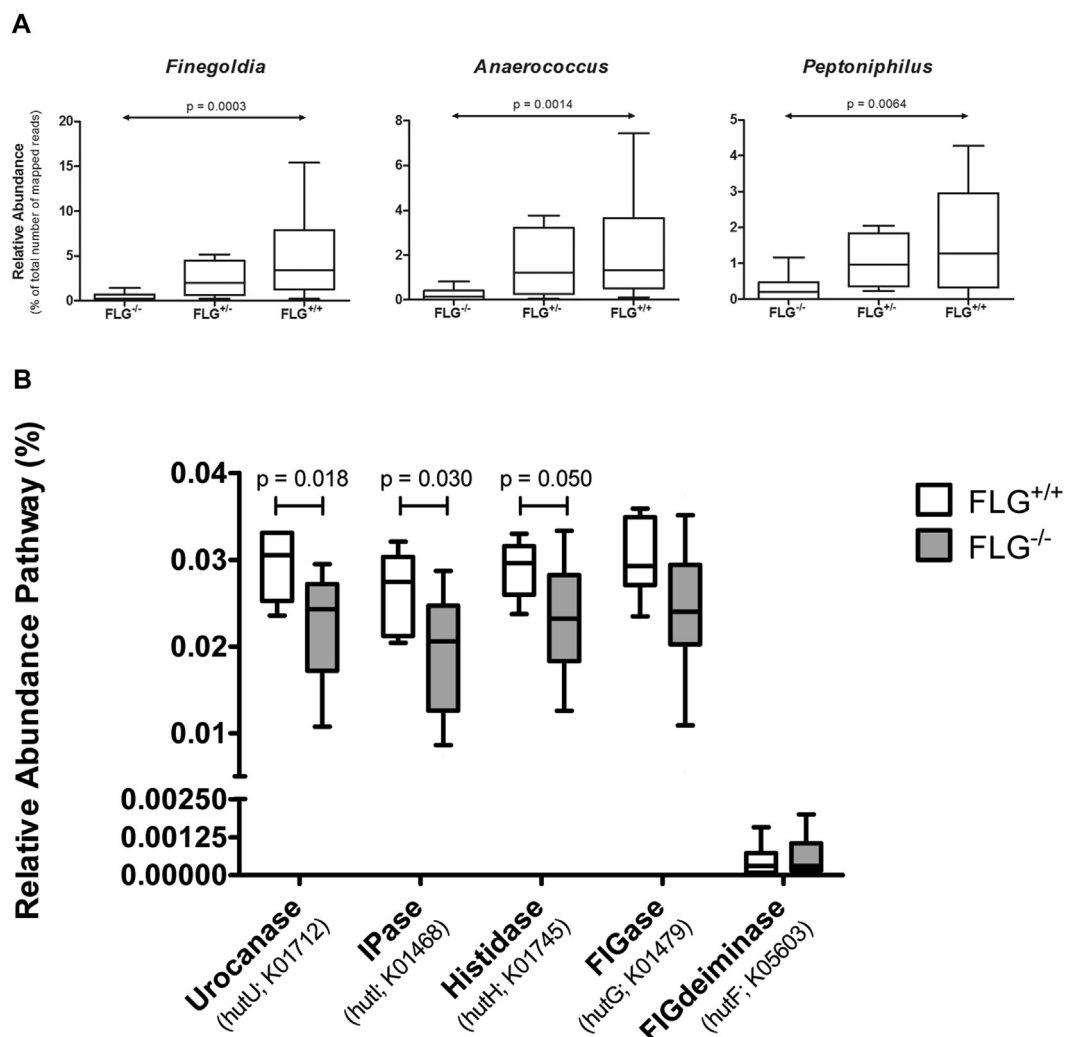 A
Finegoldia
Anaerococcus
Peptoniphilus
p = 0.0003
p = 0.0014
p = 0.0064
Relative Abundance
(% of total number of mapped reads)
20
15
10
5
0
FLG-/-
FLG+/-
FLG+/+
8
6
4
2
0
FLG-/-
FLG+/-
FLG+/+
5
4
3
2
1
0
FLG-/-
FLG+/-
FLG+/+
B
Relative Abundance Pathway (%)
0.04
0.03
0.02
0.01
0.00250
0.00125
0.00000
p = 0.018
p = 0.030
p = 0.050
FLG+/+
FLG-/-
Urocanase
(hutU; K01712)
IPase
(hutI; K01468)
Histidase
(hutH; K01745)
FIGase
(hutG; K01479)
FIGdeiminase
(hutF; K05603)